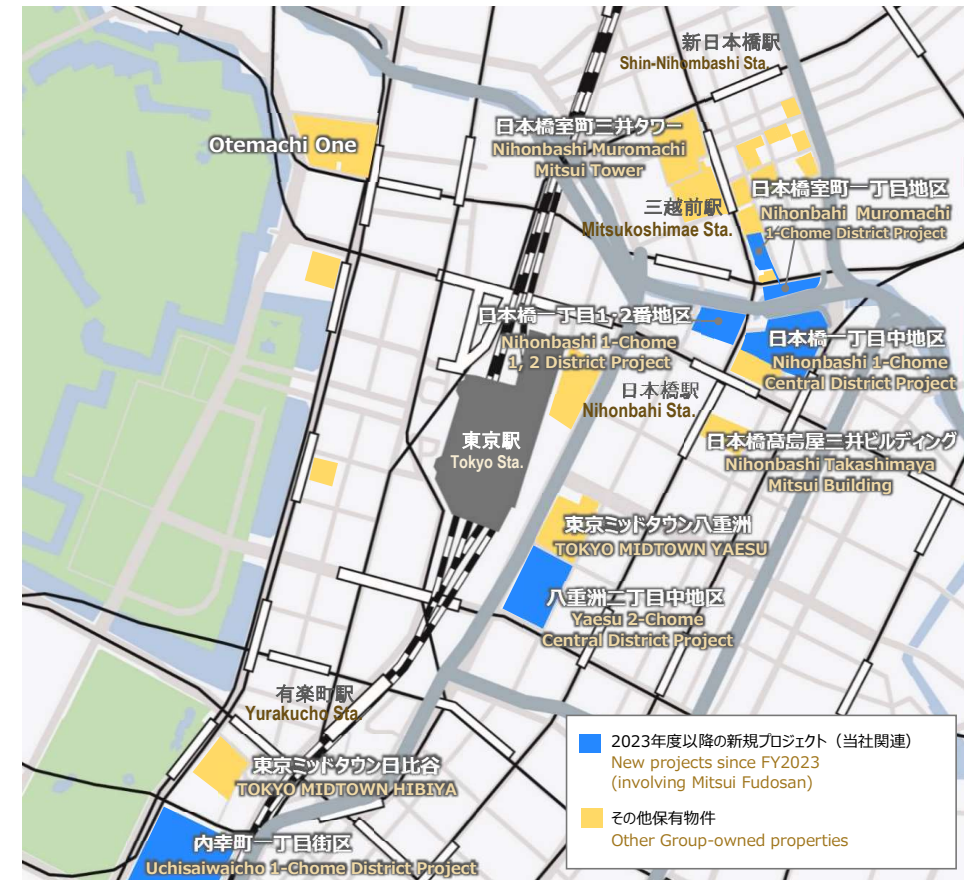 新日本橋駅
Shin-Nihombashi Sta.
Otemachi One
日本橋室町三井タワー
Nihonbashi Muromachi
Mitsui Tower
三越前駅
Mitsukoshimae Sta.
日本橋室町一丁目地区
Nihonbahi Muromachi
1-Chome District Project
日本橋一丁目1・2番地区
Nihonbashi 1-Chome
1, 2 District Project
日本橋一丁目中地区
Nihonbashi 1-Chome
Central District Project
日本橋駅
Nihonbahi Sta.
東京駅
Tokyo Sta.
日本橋髙島屋三井ビルディング
Nihonbashi Takashimaya
Mitsui Building
東京ミッドタウン八重洲
TOKYO MIDTOWN YAESU
八重洲二丁目中地区
Yaesu 2-Chome
Central District Project
有楽町駅
Yurakucho Sta.
東京ミッドタウン日比谷
TOKYO MIDTOWN HIBIYA
内幸町一丁目街区
Uchisaiwaicho 1-Chome District Project
2023年度以降の新規プロジェクト（当社関連）
New projects since FY2023
(involving Mitsui Fudosan)
その他保有物件
Other Group-owned properties